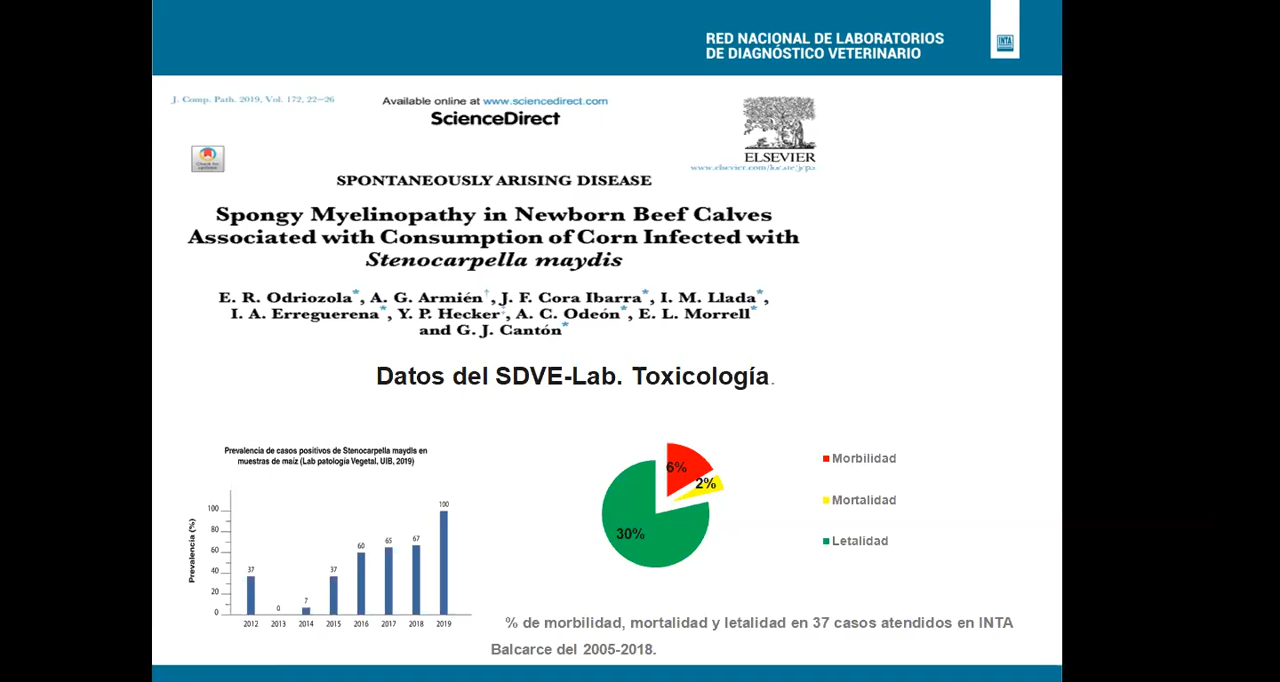 RED NACIONAL DE LABORATORIOS
DE DIAGNÓSTICO VETERINARIO
INTA
J. Comp. Path. 2019, Vol. 172, 22–26
Available online at www.sciencedirect.com
ScienceDirect
ELSEVIER
www.elsevier.com/locate/jcpa
SPONTANEOUSLY ARISING DISEASE
Spongy Myelinopathy in Newborn Beef Calves
Associated with Consumption of Corn Infected with
Stenocarpella maydis
E. R. Odriozola*, A. G. Armién†, J. F. Cora Ibarra*, I. M. Llada*,
I. A. Erreguerena*, Y. P. Hecker‡, A. C. Odeón*, E. L. Morrell*
and G. J. Cantón*
Datos del SDVE-Lab. Toxicología.
Prevalencia de casos positivos de Stenocarpella maydis en
muestras de maíz (Lab patología Vegetal, UIB, 2019)
Prevalencia (%)
100
80
60
40
20
0
37
0
7
37
60
65
67
100
2012 2013 2014 2015 2016 2017 2018 2019
6%
2%
30%
Morbilidad
Mortalidad
Letalidad
% de morbilidad, mortalidad y letalidad en 37 casos atendidos en INTA
Balcarce del 2005-2018.